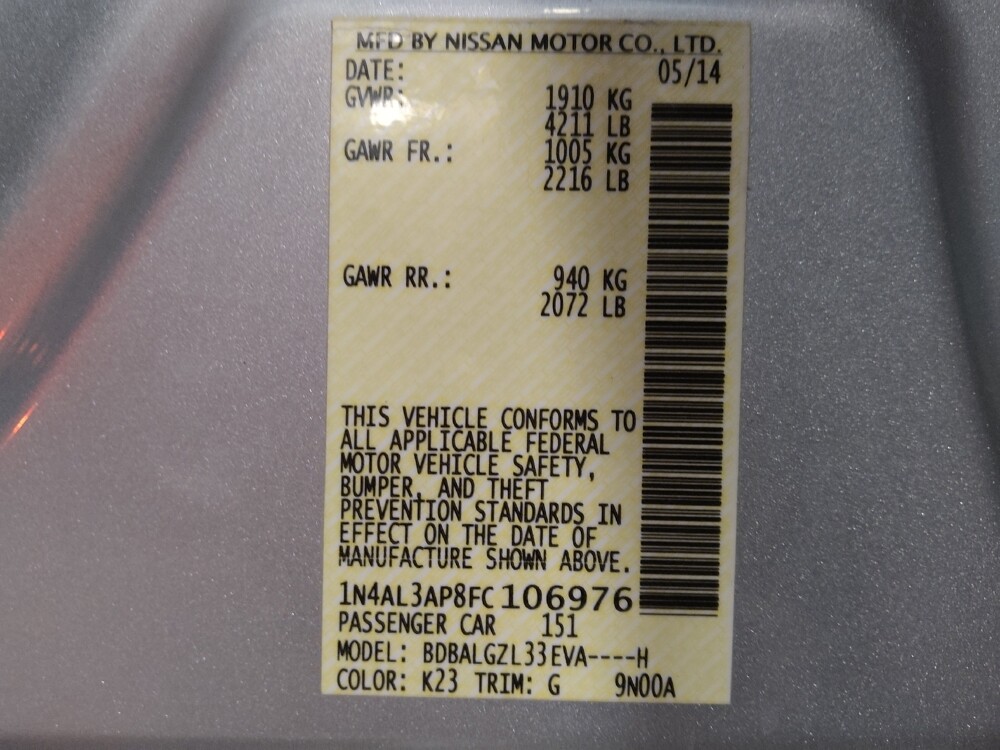 MFD BY NISSAN MOTOR CO., LTD.
DATE: 05/14
GVWR: 1910 KG
4211 LB
GAWR FR.: 1005 KG
2216 LB
GAWR RR.: 940 KG
2072 LB
THIS VEHICLE CONFORMS TO
ALL APPLICABLE FEDERAL
MOTOR VEHICLE SAFETY,
BUMPER, AND THEFT
PREVENTION STANDARDS IN
EFFECT ON THE DATE OF
MANUFACTURE SHOWN ABOVE.
1N4AL3AP8FC106976
PASSENGER CAR 151
MODEL: BDBALGZL33EVA----H
COLOR: K23 TRIM: G 9N00A